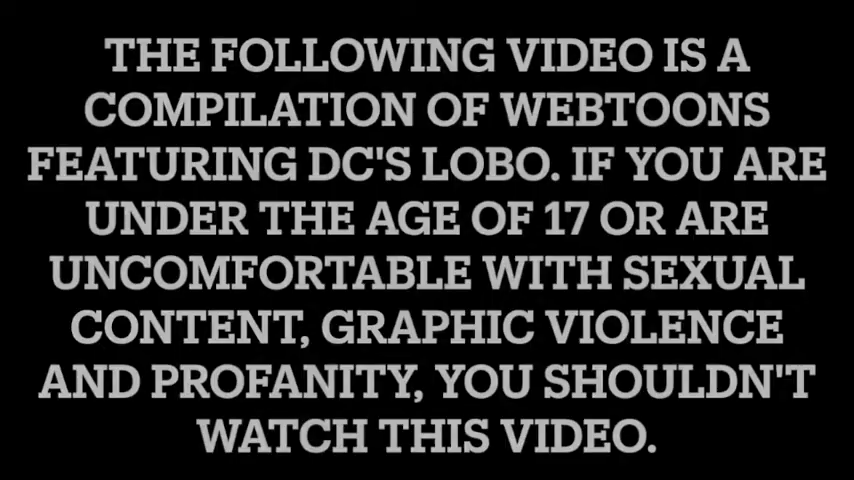 THE FOLLOWING VIDEO IS A
COMPILATION OF WEBTOONS
FEATURING DC'S LOBO. IF YOU ARE
UNDER THE AGE OF 17 OR ARE
UNCOMFORTABLE WITH SEXUAL
CONTENT, GRAPHIC VIOLENCE
AND PROFANITY, YOU SHOULDN'T
WATCH THIS VIDEO.